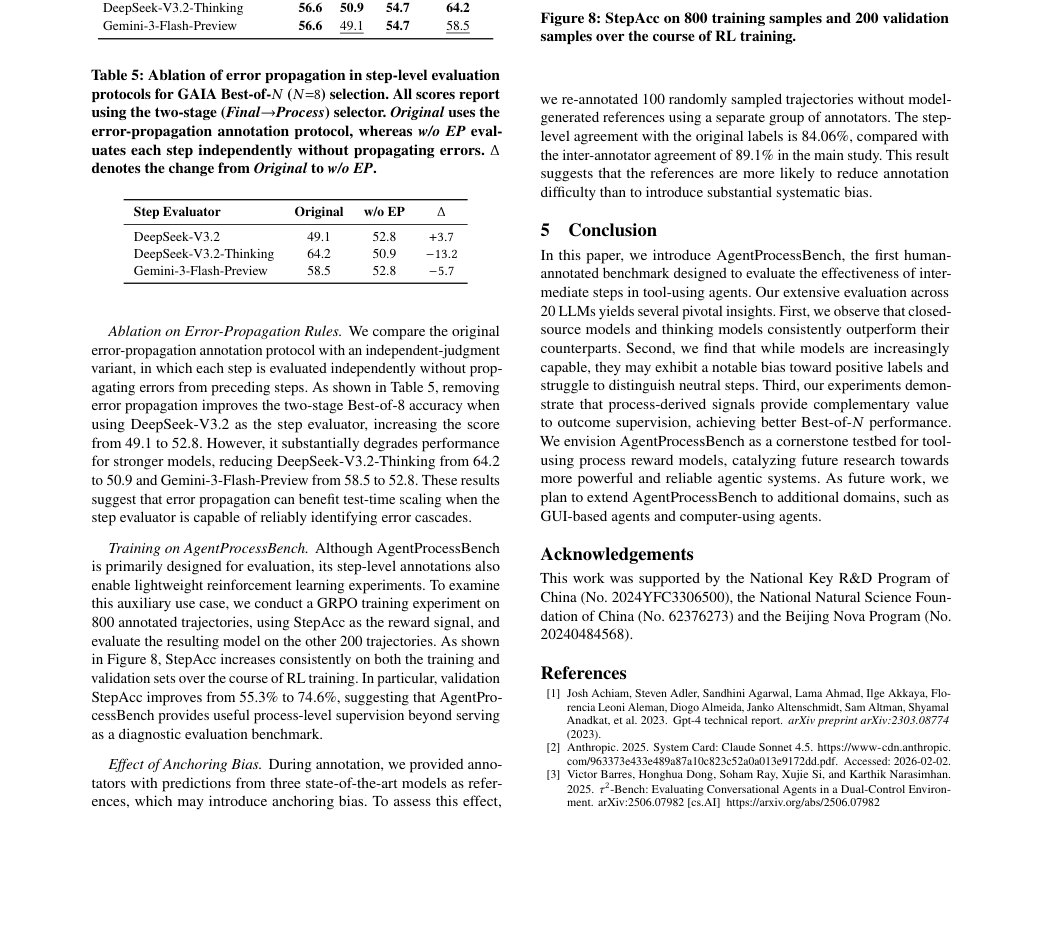 DeepSeek-V3.2-Thinking 56.6 50.9 54.7 64.2
Gemini-3-Flash-Preview 56.6 49.1 54.7 58.5
Table 5: Ablation of error propagation in step-level evaluation
protocols for GAIA Best-of-N (N=8) selection. All scores report
using the two-stage (Final→Process) selector. Original uses the
error-propagation annotation protocol, whereas w/o EP eval-
uates each step independently without propagating errors. Δ
denotes the change from Original to w/o EP.
Step Evaluator Original w/o EP Δ
DeepSeek-V3.2 49.1 52.8 +3.7
DeepSeek-V3.2-Thinking 64.2 50.9 −13.2
Gemini-3-Flash-Preview 58.5 52.8 −5.7
Ablation on Error-Propagation Rules. We compare the original
error-propagation annotation protocol with an independent-judgment
variant, in which each step is evaluated independently without prop-
agating errors from preceding steps. As shown in Table 5, removing
error propagation improves the two-stage Best-of-8 accuracy when
using DeepSeek-V3.2 as the step evaluator, increasing the score
from 49.1 to 52.8. However, it substantially degrades performance
for stronger models, reducing DeepSeek-V3.2-Thinking from 64.2
to 50.9 and Gemini-3-Flash-Preview from 58.5 to 52.8. These results
suggest that error propagation can benefit test-time scaling when the
step evaluator is capable of reliably identifying error cascades.
Training on AgentProcessBench. Although AgentProcessBench
is primarily designed for evaluation, its step-level annotations also
enable lightweight reinforcement learning experiments. To examine
this auxiliary use case, we conduct a GRPO training experiment on
800 annotated trajectories, using StepAcc as the reward signal, and
evaluate the resulting model on the other 200 trajectories. As shown
in Figure 8, StepAcc increases consistently on both the training and
validation sets over the course of RL training. In particular, validation
StepAcc improves from 55.3% to 74.6%, suggesting that AgentPro-
cessBench provides useful process-level supervision beyond serving
as a diagnostic evaluation benchmark.
Effect of Anchoring Bias. During annotation, we provided anno-
tators with predictions from three state-of-the-art models as refer-
ences, which may introduce anchoring bias. To assess this effect,
Figure 8: StepAcc on 800 training samples and 200 validation
samples over the course of RL training.
we re-annotated 100 randomly sampled trajectories without model-
generated references using a separate group of annotators. The step-
level agreement with the original labels is 84.06%, compared with
the inter-annotator agreement of 89.1% in the main study. This result
suggests that the references are more likely to reduce annotation
difficulty than to introduce substantial systematic bias.
5 Conclusion
In this paper, we introduce AgentProcessBench, the first human-
annotated benchmark designed to evaluate the effectiveness of inter-
mediate steps in tool-using agents. Our extensive evaluation across
20 LLMs yields several pivotal insights. First, we observe that closed-
source models and thinking models consistently outperform their
counterparts. Second, we find that while models are increasingly
capable, they may exhibit a notable bias toward positive labels and
struggle to distinguish neutral steps. Third, our experiments demon-
strate that process-derived signals provide complementary value
to outcome supervision, achieving better Best-of-N performance.
We envision AgentProcessBench as a cornerstone testbed for tool-
using process reward models, catalyzing future research towards
more powerful and reliable agentic systems. As future work, we
plan to extend AgentProcessBench to additional domains, such as
GUI-based agents and computer-using agents.
Acknowledgements
This work was supported by the National Key R&D Program of
China (No. 2024YFC3306500), the National Natural Science Foun-
dation of China (No. 62376273) and the Beijing Nova Program (No.
20240484568).
References
[1] Josh Achiam, Steven Adler, Sandhini Agarwal, Lama Ahmad, Ilge Akkaya, Flo-
rencia Leoni Aleman, Diogo Almeida, Janko Altenschmidt, Sam Altman, Shyamal
Anadkat, et al. 2023. Gpt-4 technical report. arXiv preprint arXiv:2303.08774
(2023).
[2] Anthropic. 2025. System Card: Claude Sonnet 4.5. https://www-cdn.anthropic.
com/963373e433e489a87a10c823c52a0a013e9172dd.pdf. Accessed: 2026-02-02.
[3] Victor Barres, Honghua Dong, Soham Ray, Xujie Si, and Karthik Narasimhan.
2025. τ²-Bench: Evaluating Conversational Agents in a Dual-Control Environ-
ment. arXiv:2506.07982 [cs.AI] https://arxiv.org/abs/2506.07982